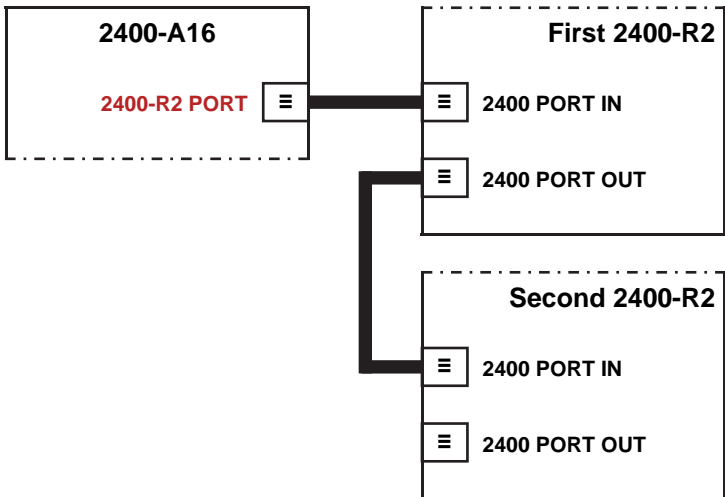 2400-A16
2400-R2 PORT
First 2400-R2
2400 PORT IN
2400 PORT OUT
Second 2400-R2
2400 PORT IN
2400 PORT OUT